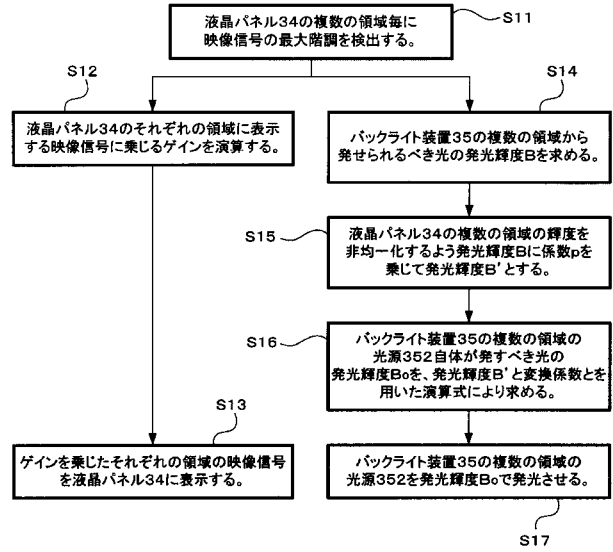 S11
液晶パネル34の複数の領域毎に
映像信号の最大階調を検出する。
S12
液晶パネル34のそれぞれの領域に表示
する映像信号に乗じるゲインを演算する。
S14
バックライト装置35の複数の領域から
発せられるべき光の発光輝度Bを求める。
S15
液晶パネル34の複数の領域の輝度を
非均一化するよう発光輝度Bに係数pを
乗じて発光輝度B'とする。
S16
バックライト装置35の複数の領域の
光源352自体が発すべき光の
発光輝度Boを、発光輝度B'と変換係数とを
用いた演算式により求める。
S13
ゲインを乗じたそれぞれの領域の映像信号
を液晶パネル34に表示する。
バックライト装置35の複数の領域の
光源352を発光輝度Boで発光させる。
S17